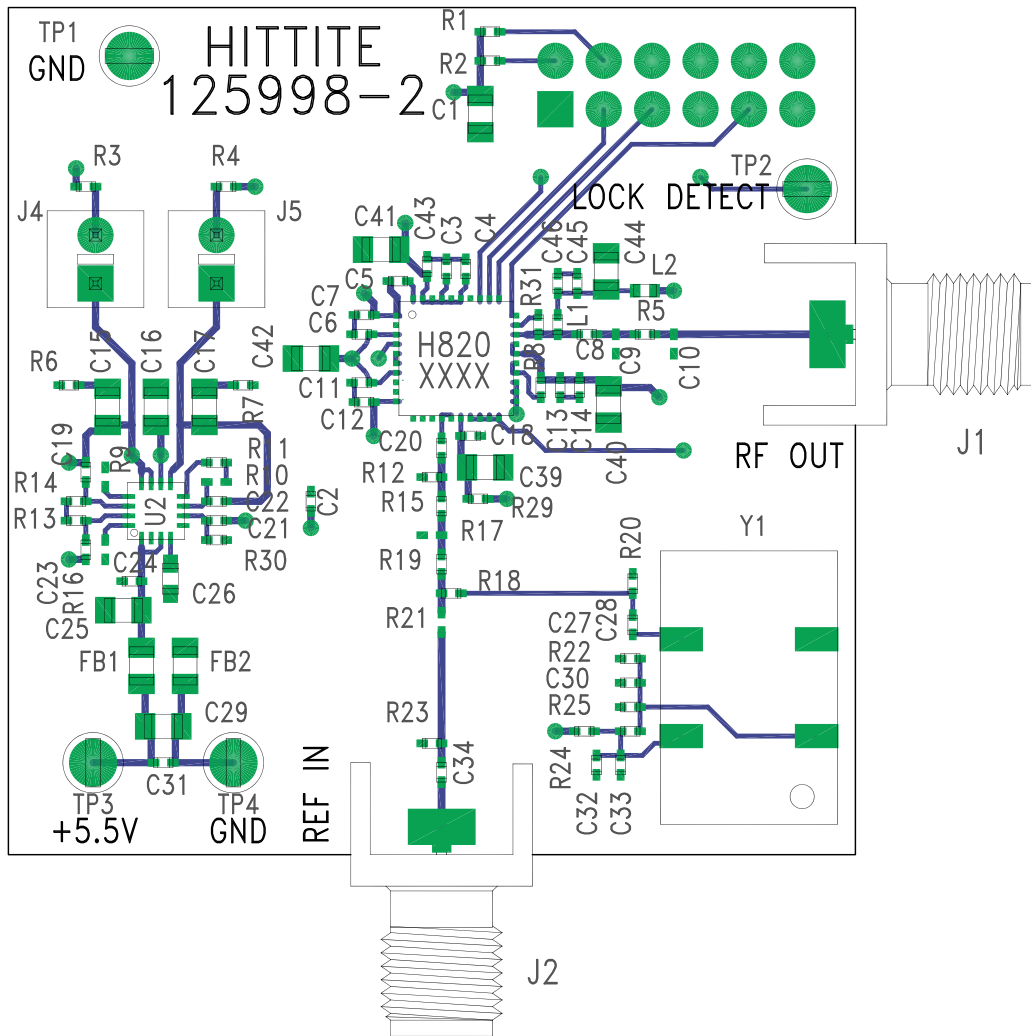 TP1
GND
HITTITE
125998-2
R1
R2
C1
R3
R4
TP2
LOCK DETECT
J4
J5
C41
C43
C3
C4
C46
C45
C44
C5
L2
C7
C6
R31
L1
R5
H820
XXXX
R8
C8
C9
C10
C15
C16
C17
C42
R6
C11
R7
C12
C13
C14
C19
R9
C20
C18
C40
RF OUT
J1
R11
R10
R12
C39
R14
C22
C2
R15
R29
R13
U2
C21
R17
R20
Y1
C23
R16
C24
R30
R19
C26
R18
C25
R21
C27
C28
FB1
FB2
R22
C30
R25
C29
R23
R24
C34
C31
REF IN
C32
C33
TP3
+5.5V
TP4
GND
J2